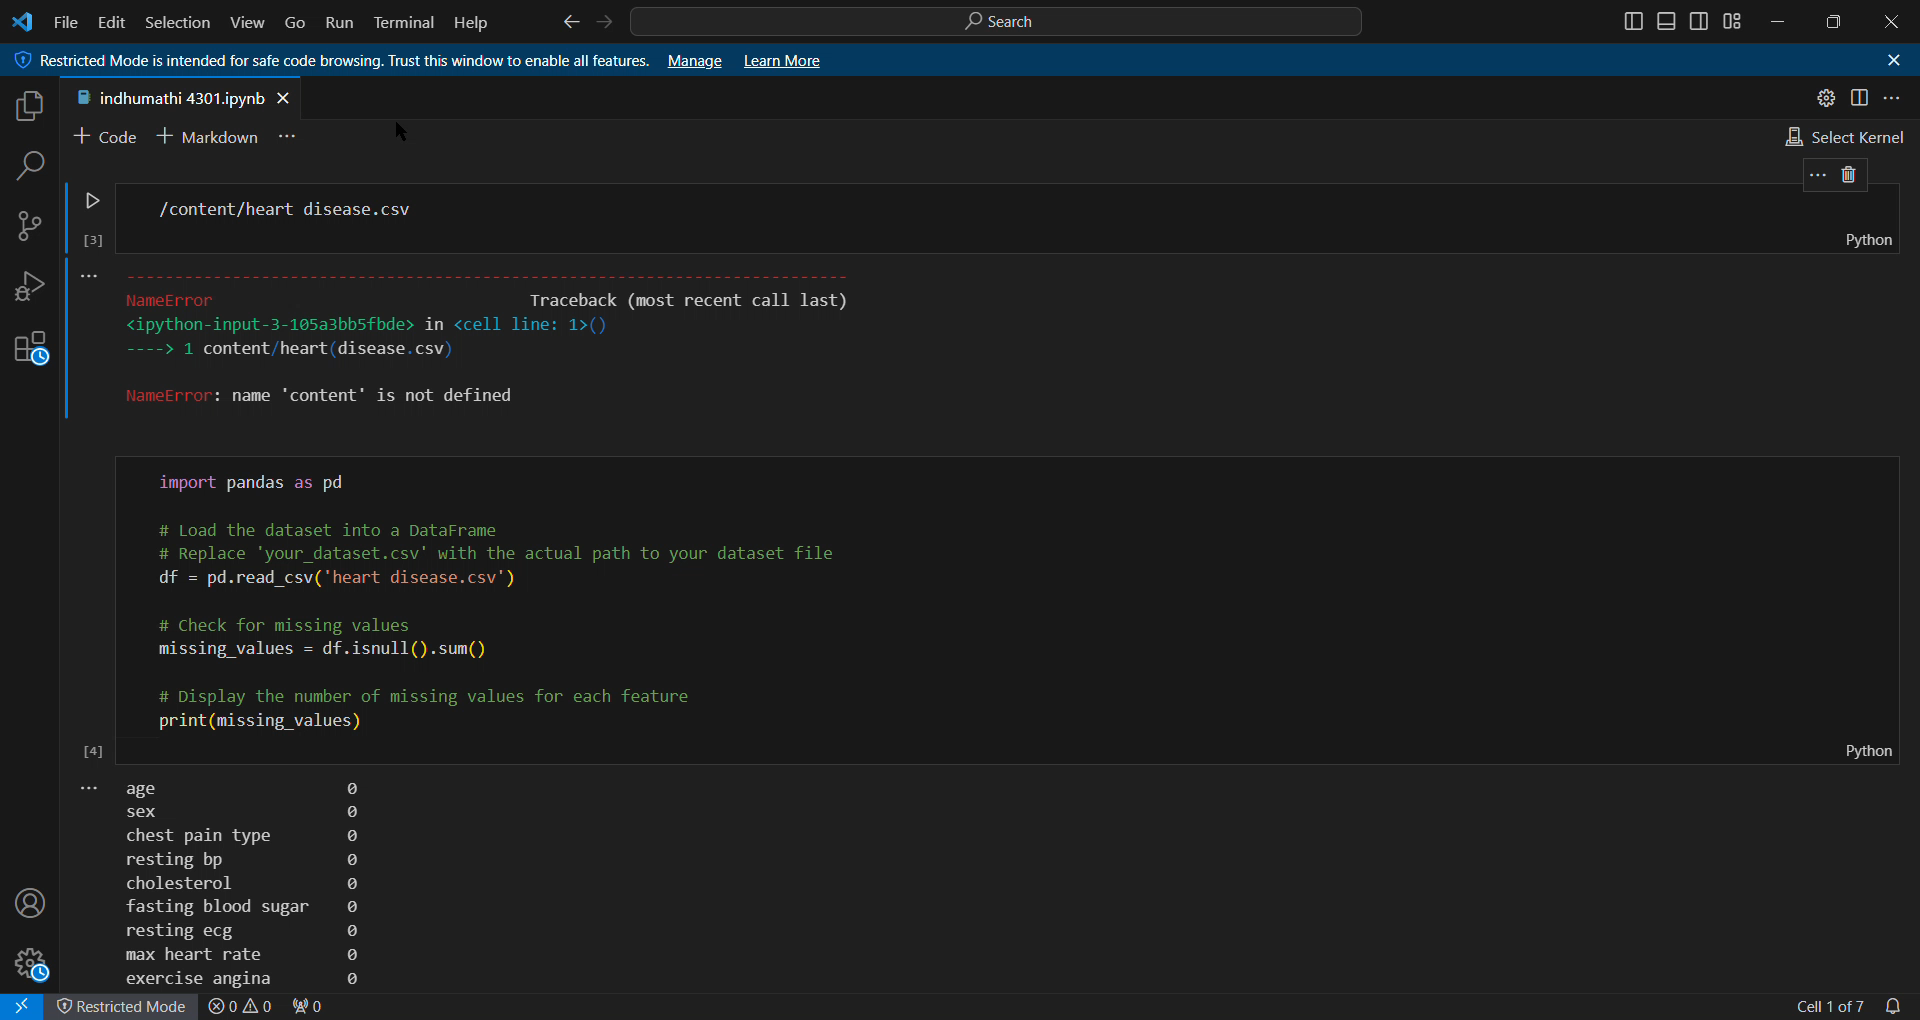 File Edit Selection View Go Run Terminal Help Search
Restricted Mode is intended for safe code browsing. Trust this window to enable all features. Manage Learn More
indhumathi 4301.ipynb
+ Code + Markdown ... Select Kernel
/content/heart disease.csv
[3] Python
---------------------------------------------------------------------------
NameError Traceback (most recent call last)
<ipython-input-3-105a3bb5fbde> in <cell line: 1>()
----> 1 content/heart(disease.csv)
NameError: name 'content' is not defined
import pandas as pd
# Load the dataset into a DataFrame
# Replace 'your_dataset.csv' with the actual path to your dataset file
df = pd.read_csv('heart disease.csv')
# Check for missing values
missing_values = df.isnull().sum()
# Display the number of missing values for each feature
print(missing_values)
[4] Python
age 0
sex 0
chest pain type 0
resting bp 0
cholesterol 0
fasting blood sugar 0
resting ecg 0
max heart rate 0
exercise angina 0
Restricted Mode 0 0 0 Cell 1 of 7